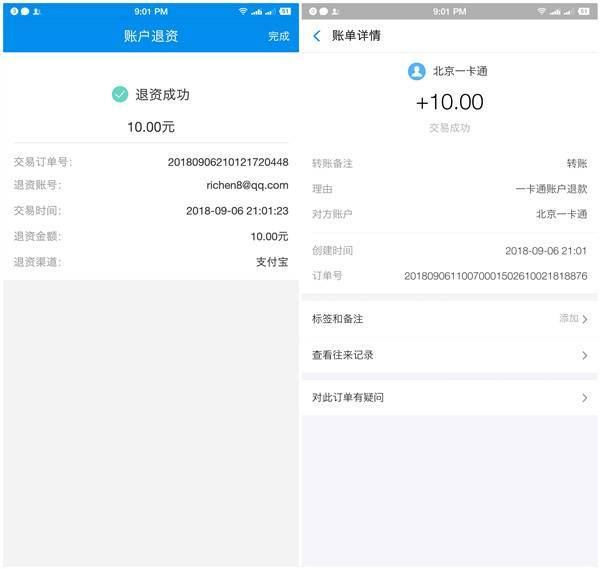 9:01 PM
91
账户退资
完成
退资成功
10.00元
交易订单号:
20180906210121720448
退资账号:
richen8@qq.com
交易时间:
2018-09-06 21:01:23
退资金额:
10.00元
退资渠道:
支付宝
9:01 PM
91
账单详情
北京一卡通
+10.00
交易成功
转账备注
转账
理由
一卡通账户退款
对方账户
北京一卡通
创建时间
2018-09-06 21:01
订单号
20180906110070001502610021818876
标签和备注
添加
查看往来记录
对此订单有疑问